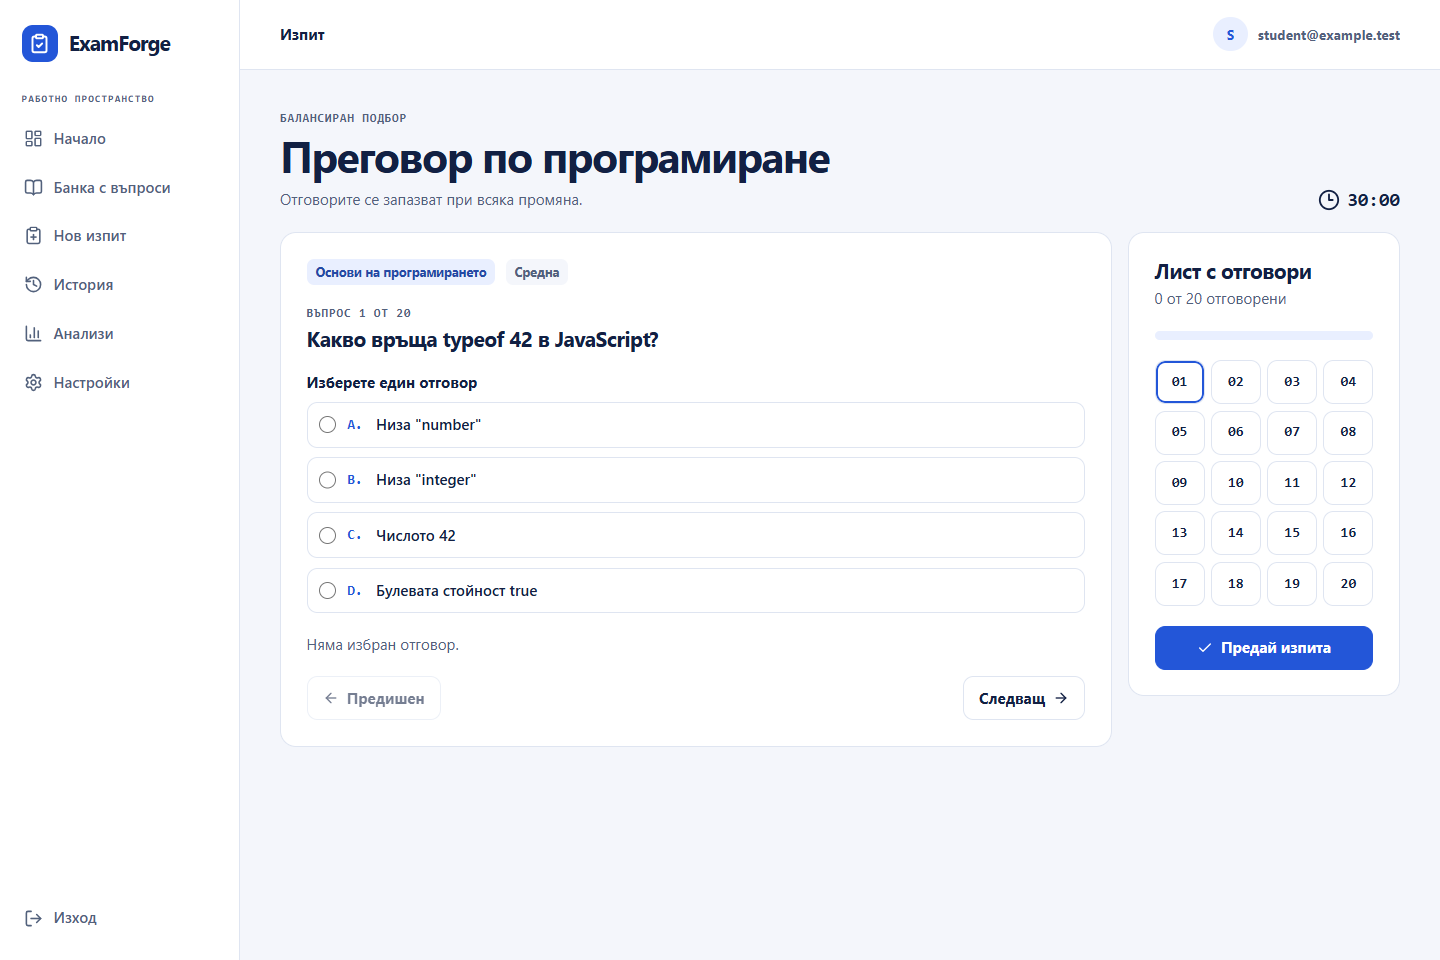 ExamForge
РАБОТНО ПРОСТРАНСТВО
Начало
Банка с въпроси
Нов изпит
История
Анализи
Настройки
Изход
Изпит
S student@example.test
БАЛАНСИРАН ПОДБОР
Преговор по програмиране
Отговорите се запазват при всяка промяна.
30:00
Основи на програмирането Средна
ВЪПРОС 1 ОТ 20
Какво връща typeof 42 в JavaScript?
Изберете един отговор
A. Низа "number"
B. Низа "integer"
C. Числото 42
D. Булевата стойност true
Няма избран отговор.
Предишен
Следващ
Лист с отговори
0 от 20 отговорени
01 02 03 04
05 06 07 08
09 10 11 12
13 14 15 16
17 18 19 20
Предай изпита